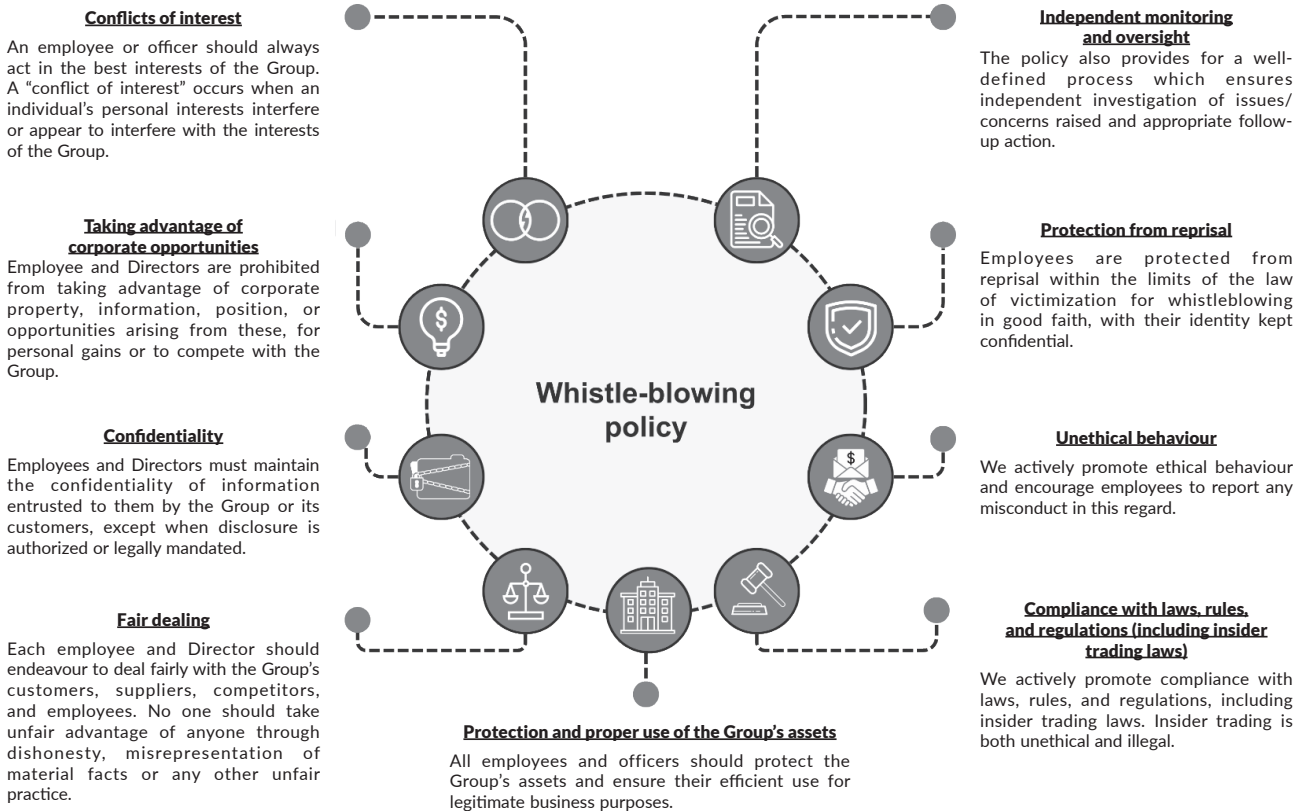 Conflicts of interest
An employee or officer should always
act in the best interests of the Group.
A “conflict of interest” occurs when an
individual’s personal interests interfere
or appear to interfere with the interests
of the Group.
Taking advantage of
corporate opportunities
Employee and Directors are prohibited
from taking advantage of corporate
property, information, position, or
opportunities arising from these, for
personal gains or to compete with the
Group.
Confidentiality
Employees and Directors must maintain
the confidentiality of information
entrusted to them by the Group or its
customers, except when disclosure is
authorized or legally mandated.
Fair dealing
Each employee and Director should
endeavour to deal fairly with the Group’s
customers, suppliers, competitors,
and employees. No one should take
unfair advantage of anyone through
dishonesty, misrepresentation of
material facts or any other unfair
practice.
Whistle-blowing
policy
$
$
Protection and proper use of the Group’s assets
All employees and officers should protect the
Group’s assets and ensure their efficient use for
legitimate business purposes.
Independent monitoring
and oversight
The policy also provides for a well-
defined process which ensures
independent investigation of issues/
concerns raised and appropriate follow-
up action.
Protection from reprisal
Employees are protected from
reprisal within the limits of the law
of victimization for whistleblowing
in good faith, with their identity kept
confidential.
Unethical behaviour
We actively promote ethical behaviour
and encourage employees to report any
misconduct in this regard.
Compliance with laws, rules,
and regulations (including insider
trading laws)
We actively promote compliance with
laws, rules, and regulations, including
insider trading laws. Insider trading is
both unethical and illegal.